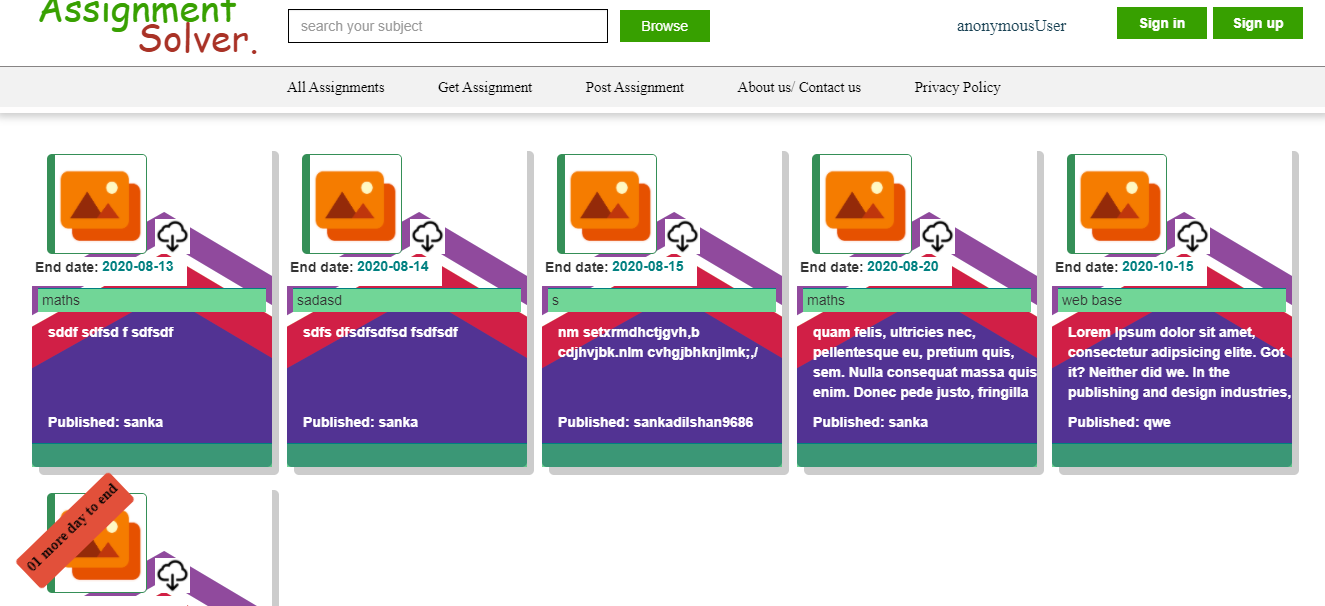 Assignment
Solver.
search your subject
Browse
anonymousUser
Sign in
Sign up
All Assignments
Get Assignment
Post Assignment
About us/ Contact us
Privacy Policy
End date: 2020-08-13
maths
sddf sdfsd f sdfsdf
Published: sanka
End date: 2020-08-14
sadasd
sdfs dfsdfsdfsd fsdfsdf
Published: sanka
End date: 2020-08-15
s
nm setxrmdhctjgvh,b
cdjhvjbk.nlm cvhgjbhknjlmk;,/
Published: sankadilshan9686
End date: 2020-08-20
maths
quam felis, ultricies nec,
pellentesque eu, pretium quis,
sem. Nulla consequat massa quis
enim. Donec pede justo, fringilla
Published: sanka
End date: 2020-10-15
web base
Lorem Ipsum dolor sit amet,
consectetur adipsicing elite. Got
it? Neither did we. In the
publishing and design industries,
Published: qwe
01 more day to end